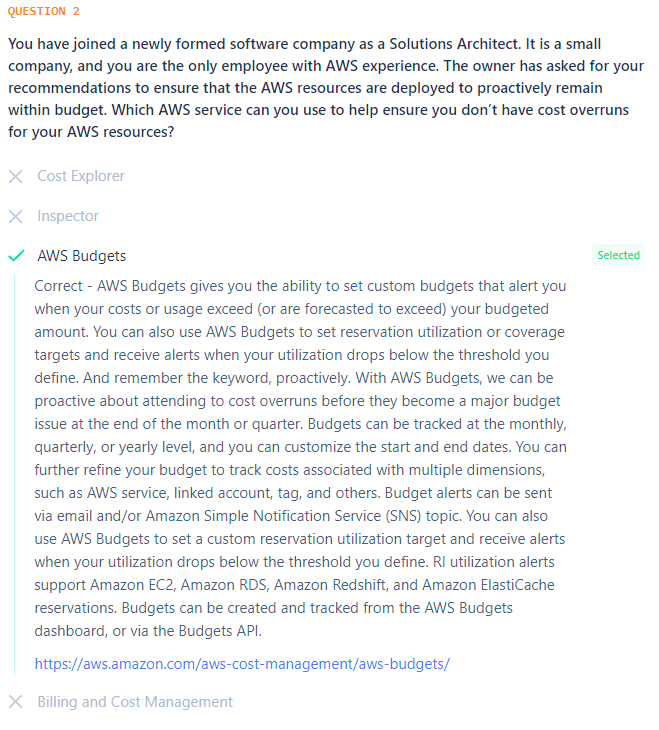 QUESTION 2
You have joined a newly formed software company as a Solutions Architect. It is a small
company, and you are the only employee with AWS experience. The owner has asked for your
recommendations to ensure that the AWS resources are deployed to proactively remain
within budget. Which AWS service can you use to help ensure you don’t have cost overruns
for your AWS resources?
Cost Explorer
Inspector
AWS Budgets
Selected
Correct - AWS Budgets gives you the ability to set custom budgets that alert you
when your costs or usage exceed (or are forecasted to exceed) your budgeted
amount. You can also use AWS Budgets to set reservation utilization or coverage
targets and receive alerts when your utilization drops below the threshold you
define. And remember the keyword, proactively. With AWS Budgets, we can be
proactive about attending to cost overruns before they become a major budget
issue at the end of the month or quarter. Budgets can be tracked at the monthly,
quarterly, or yearly level, and you can customize the start and end dates. You can
further refine your budget to track costs associated with multiple dimensions,
such as AWS service, linked account, tag, and others. Budget alerts can be sent
via email and/or Amazon Simple Notification Service (SNS) topic. You can also
use AWS Budgets to set a custom reservation utilization target and receive alerts
when your utilization drops below the threshold you define. RI utilization alerts
support Amazon EC2, Amazon RDS, Amazon Redshift, and Amazon ElastiCache
reservations. Budgets can be created and tracked from the AWS Budgets
dashboard, or via the Budgets API.
https://aws.amazon.com/aws-cost-management/aws-budgets/
Billing and Cost Management